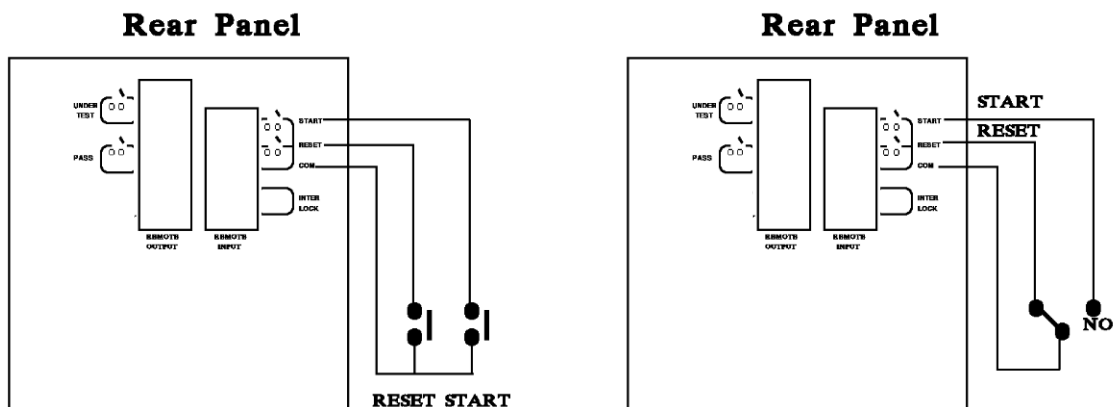 Rear Panel
UNDER
TEST
PASS
START
RESET
COM
INTER
LOCK
REMOTE
OUTPUT
REMOTE
INPUT
RESET START
Rear Panel
UNDER
TEST
PASS
START
RESET
COM
INTER
LOCK
REMOTE
OUTPUT
REMOTE
INPUT
START
RESET
NO